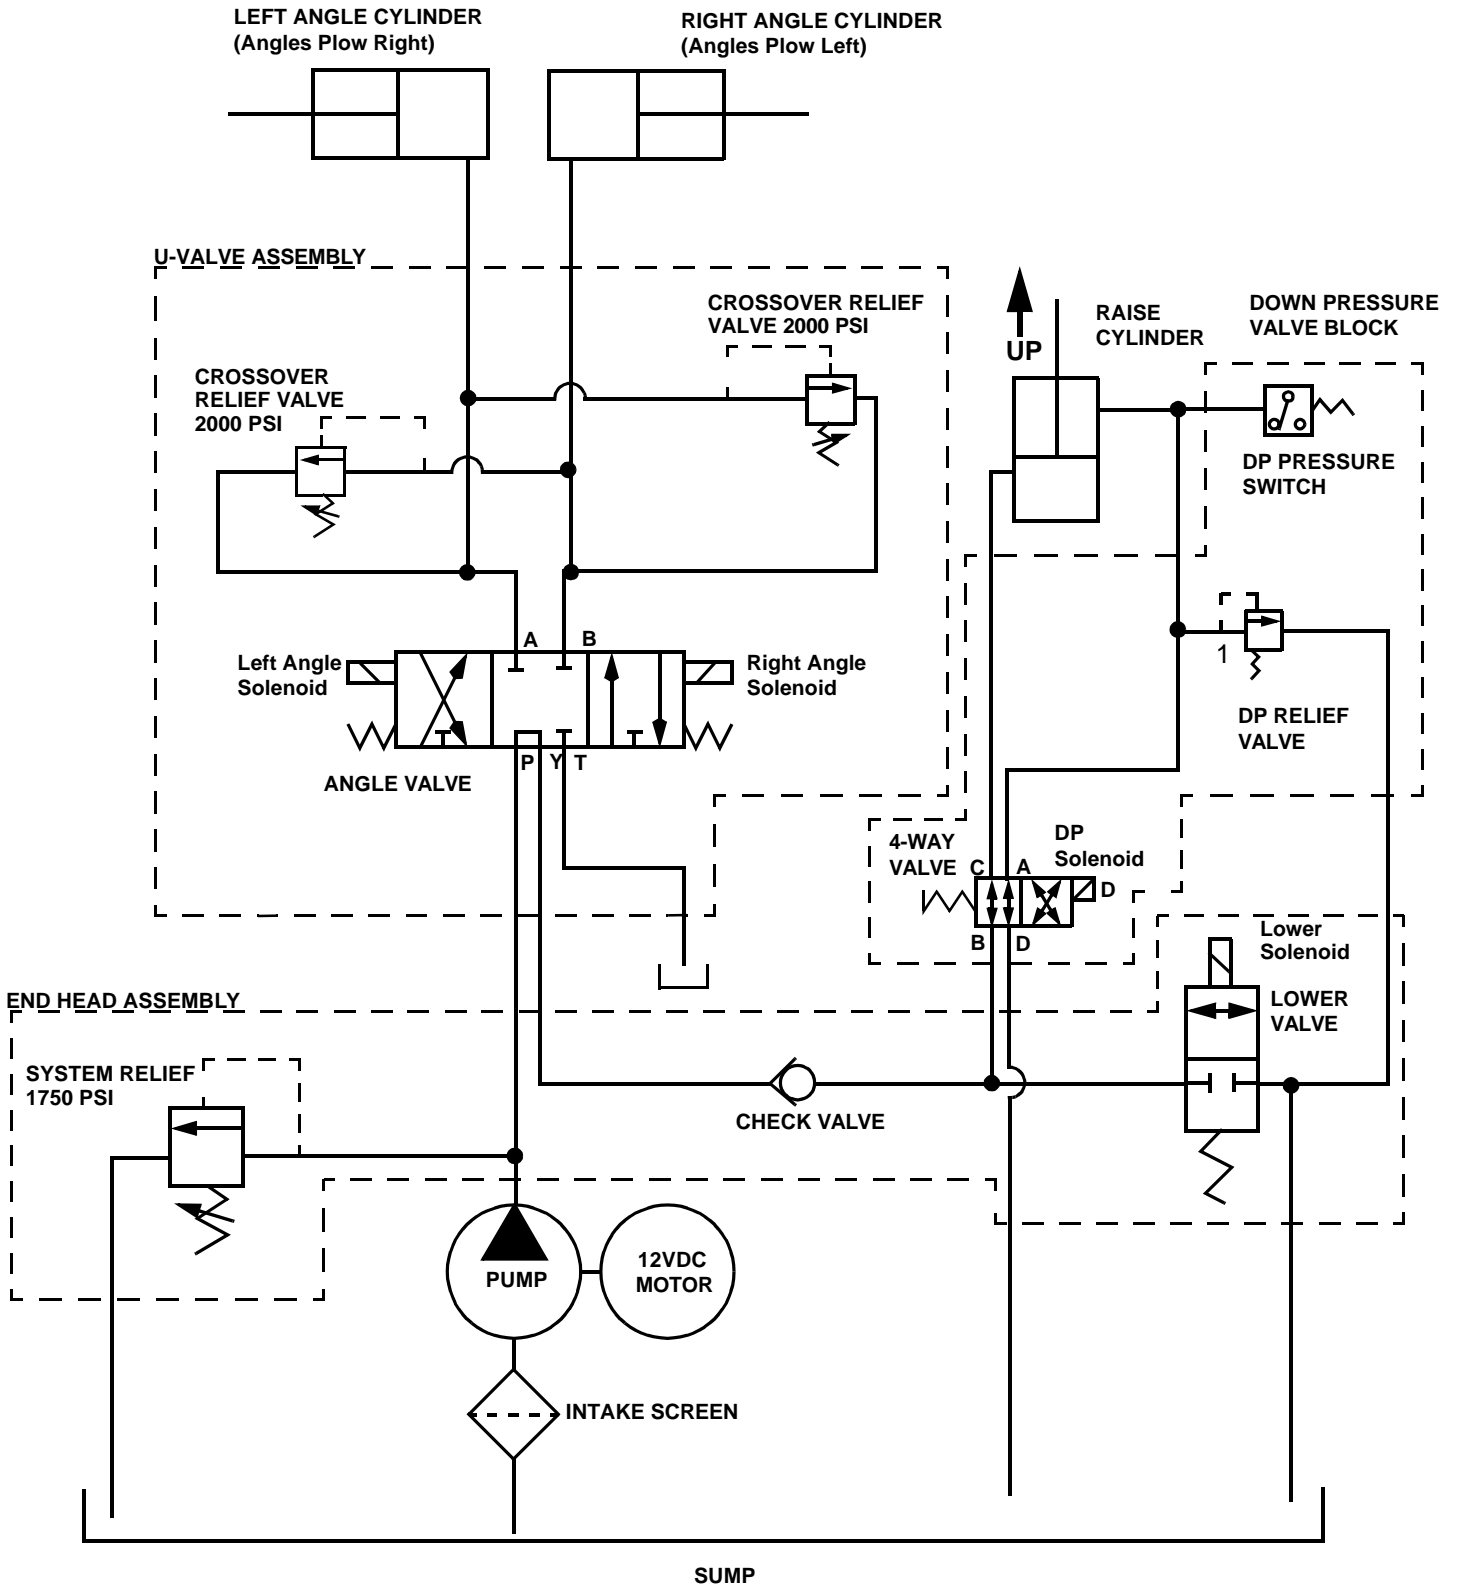 LEFT ANGLE CYLINDER
(Angles Plow Right)
RIGHT ANGLE CYLINDER
(Angles Plow Left)
U-VALVE ASSEMBLY
CROSSOVER RELIEF
VALVE 2000 PSI
CROSSOVER
RELIEF VALVE
2000 PSI
UP
RAISE
CYLINDER
DOWN PRESSURE
VALVE BLOCK
DP PRESSURE
SWITCH
A
B
Left Angle
Solenoid
Right Angle
Solenoid
P
Y
T
ANGLE VALVE
1
DP RELIEF
VALVE
4-WAY
VALVE
DP
Solenoid
C
A
D
B
D
Lower
Solenoid
LOWER
VALVE
END HEAD ASSEMBLY
SYSTEM RELIEF
1750 PSI
CHECK VALVE
PUMP
12VDC
MOTOR
INTAKE SCREEN
SUMP